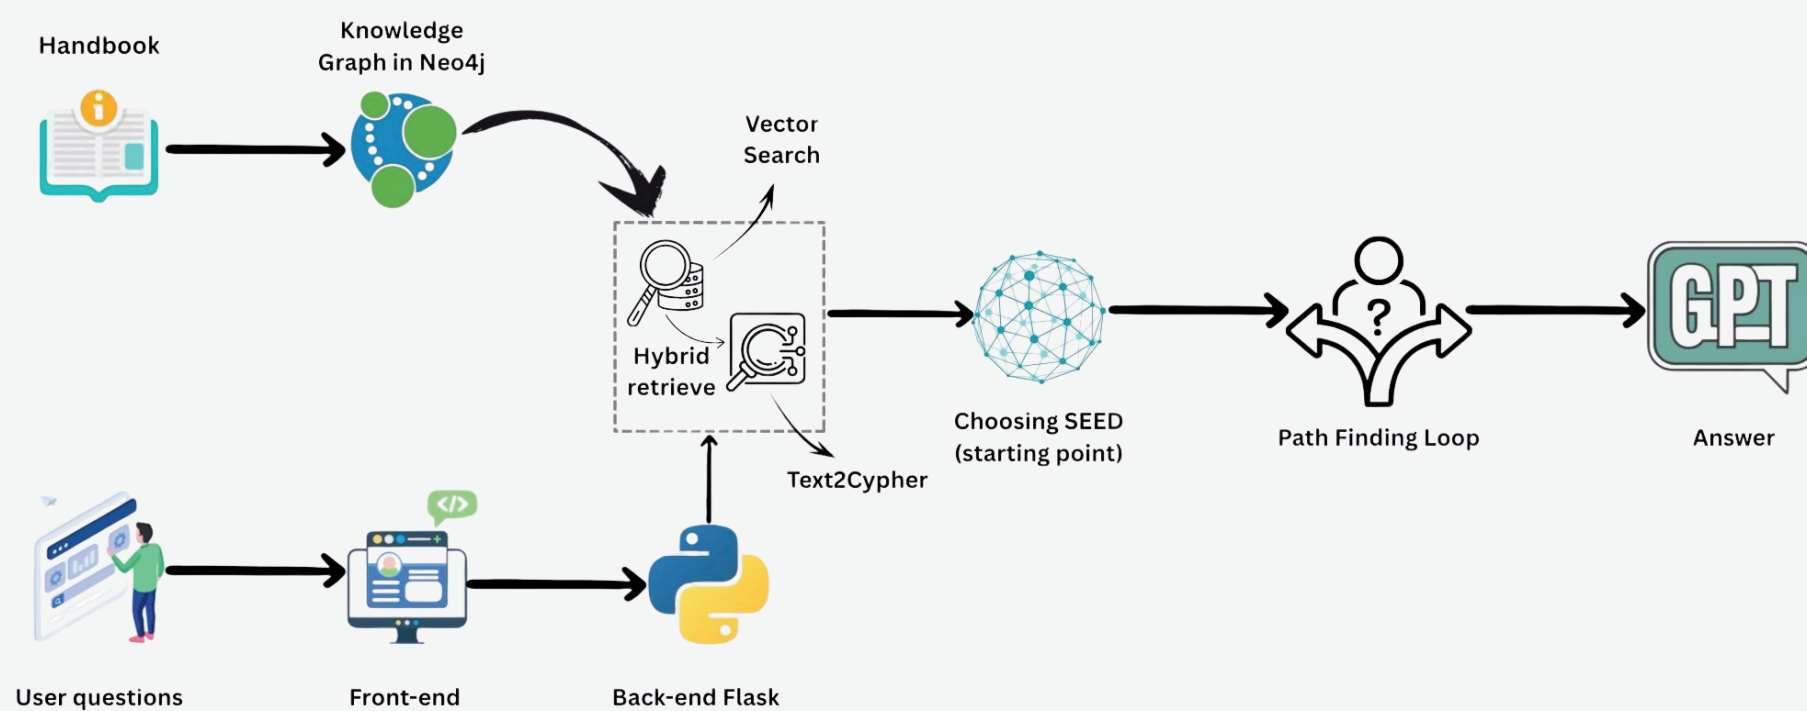 Handbook
Knowledge
Graph in Neo4j
Vector
Search
Hybrid
retrieve
Text2Cypher
Choosing SEED
(starting point)
?
Path Finding Loop
GPT
Answer
</>
User questions
Front-end
Back-end Flask